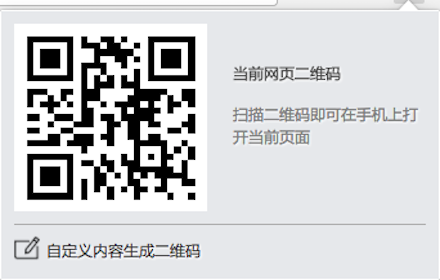 当前网页二维码
扫描二维码即可在手机上打
开当前页面
自定义内容生成二维码